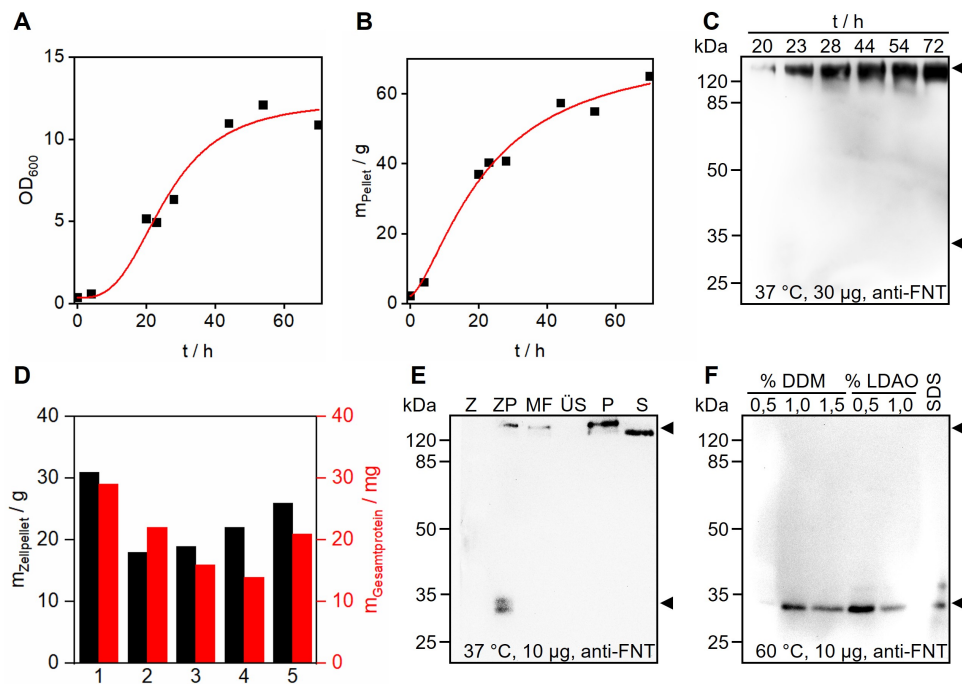 A
OD600
15
10
5
0
0 20 40 60
t / h
B
mPellet / g
60
40
20
0
0 20 40 60
t / h
C
t / h
kDa 20 23 28 44 54 72
120
85
50
35
25
37 °C, 30 µg, anti-FNT
D
mZellpellet / g
40 40
30 30
20 20
10 10
0 0
1 2 3 4 5
mGesamtprotein / mg
E
Z ZP MF ÜS P S
kDa
120
85
50
35
25
37 °C, 10 µg, anti-FNT
F
% DDM % LDAO SDS
kDa 0,5 1,0 1,5 0,5 1,0
120
85
50
35
25
60 °C, 10 µg, anti-FNT